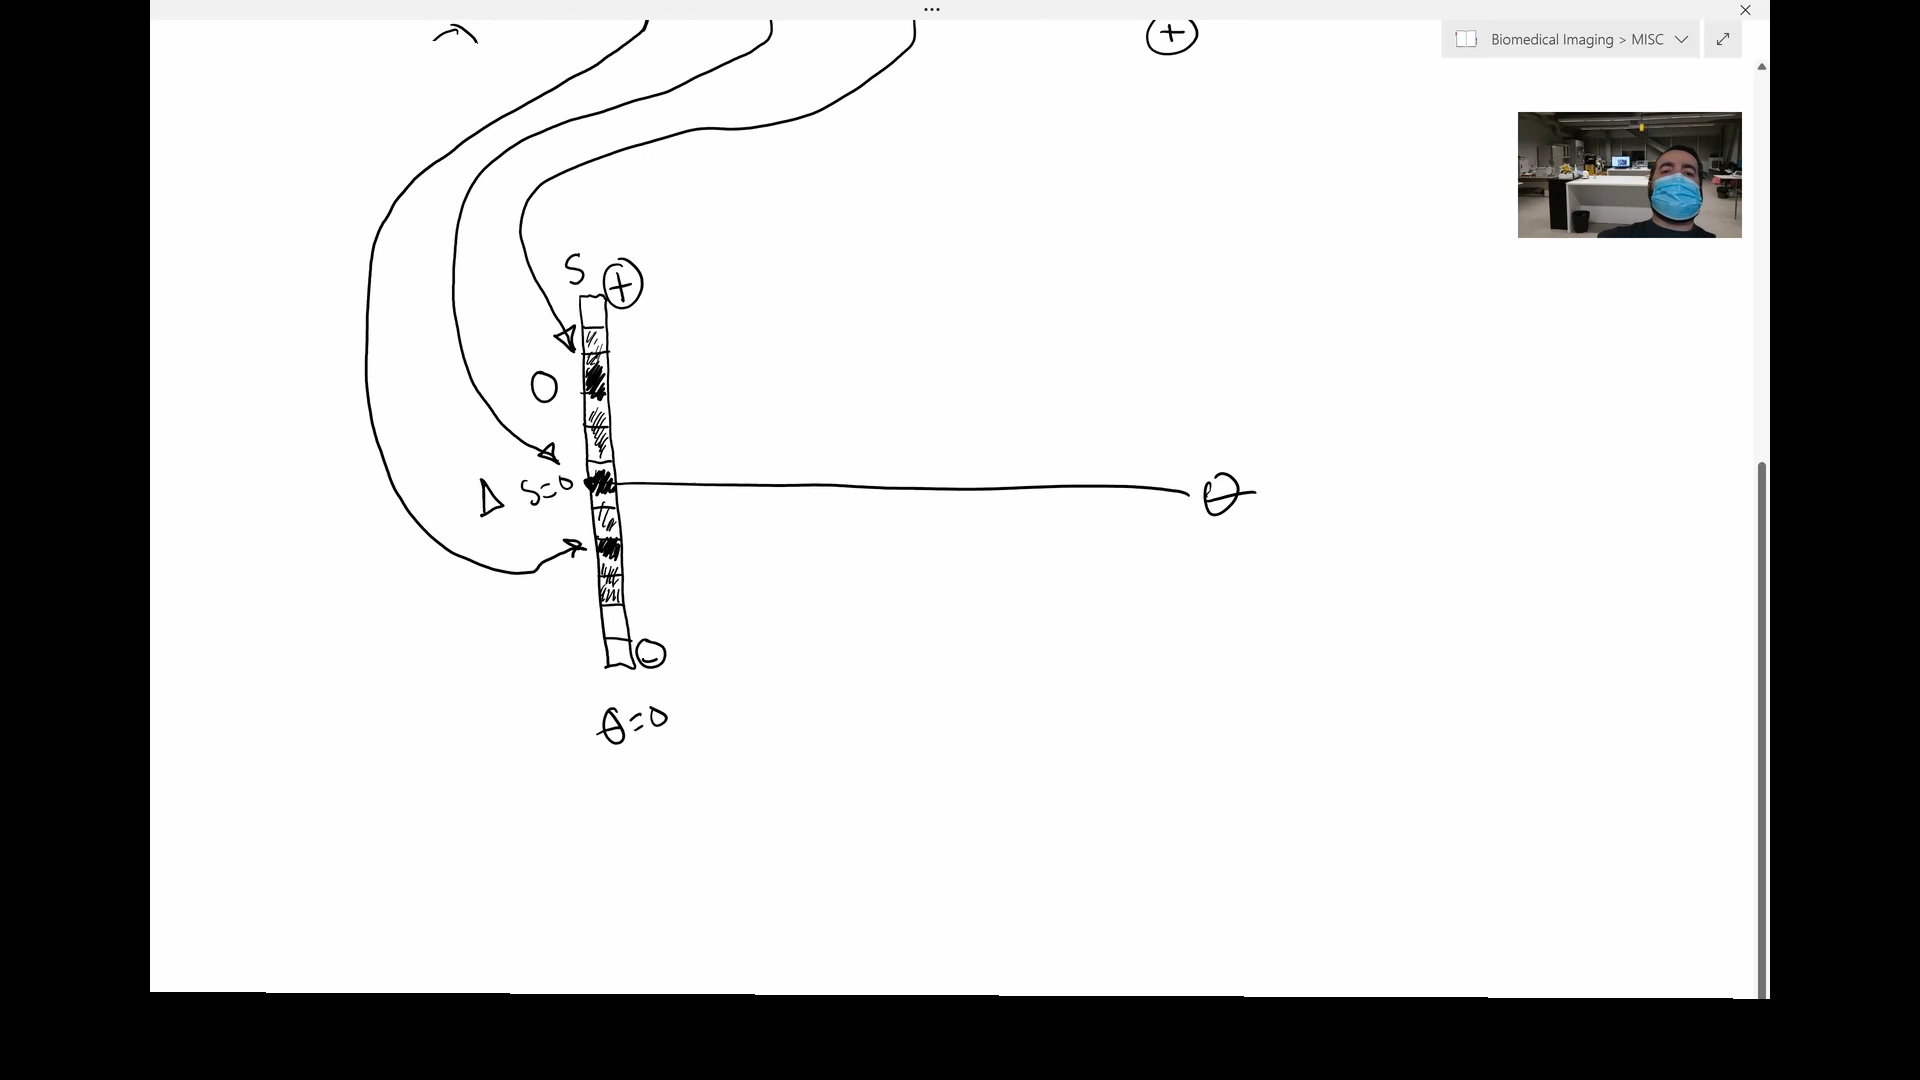 ...
Biomedical Imaging > MISC
+
S +
S=0
θ
-
θ=0